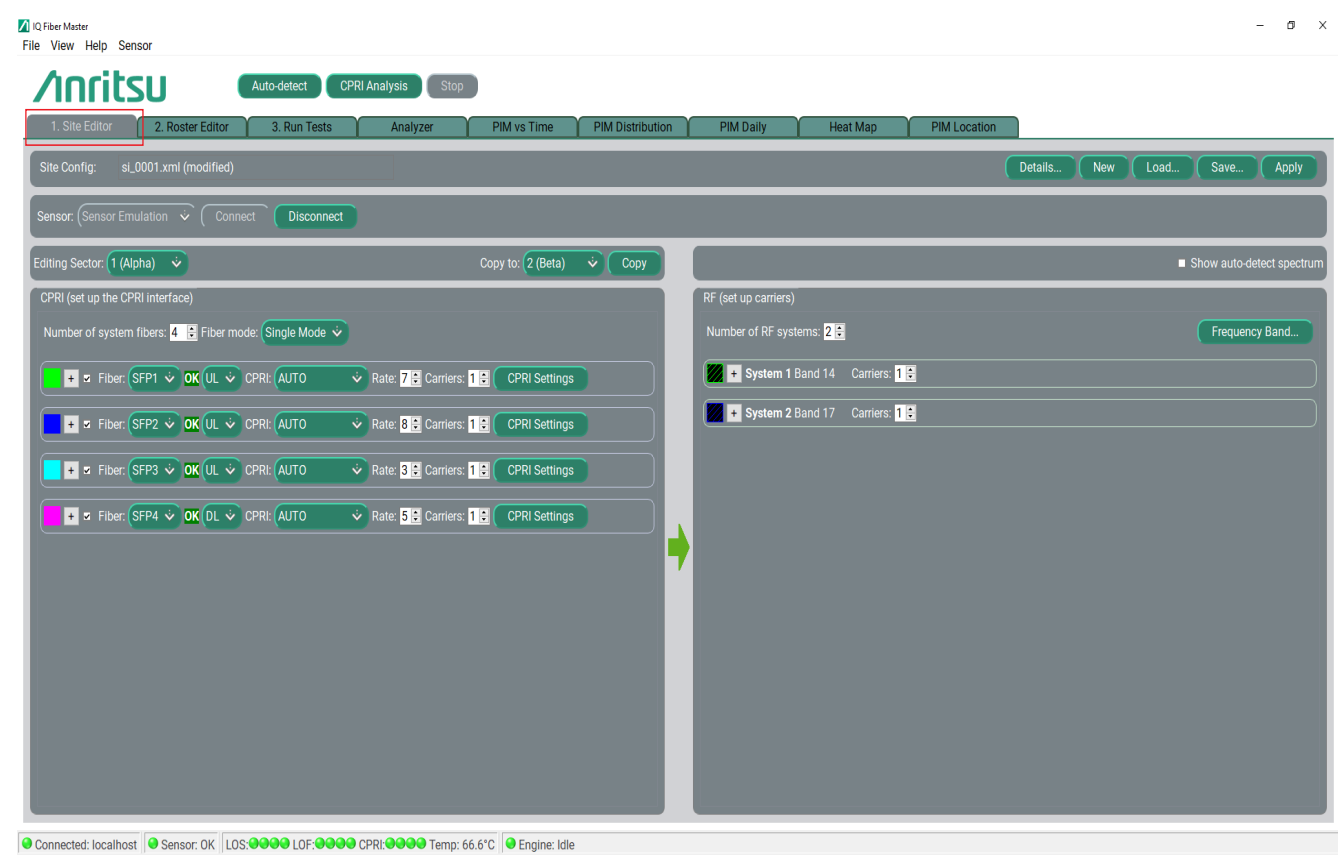 IQ Fiber Master
File View Help Sensor
Anritsu Auto-detect CPRI Analysis Stop
1. Site Editor 2. Roster Editor 3. Run Tests Analyzer PIM vs Time PIM Distribution PIM Daily Heat Map PIM Location
Site Config: si_0001.xml (modified) Details... New Load... Save... Apply
Sensor: Sensor Emulation Connect Disconnect
Editing Sector: 1 (Alpha) Copy to: 2 (Beta) Copy
Show auto-detect spectrum
CPRI (set up the CPRI interface)
Number of system fibers: 4 Fiber mode: Single Mode
+ Fiber: SFP1 OK UL CPRI: AUTO Rate: 7 Carriers: 1 CPRI Settings
+ Fiber: SFP2 OK UL CPRI: AUTO Rate: 8 Carriers: 1 CPRI Settings
+ Fiber: SFP3 OK UL CPRI: AUTO Rate: 3 Carriers: 1 CPRI Settings
+ Fiber: SFP4 OK DL CPRI: AUTO Rate: 5 Carriers: 1 CPRI Settings
RF (set up carriers)
Number of RF systems: 2 Frequency Band...
+ System 1 Band 14 Carriers: 1
+ System 2 Band 17 Carriers: 1
Connected: localhost Sensor: OK LOS: LOF: CPRI: Temp: 66.6°C Engine: Idle